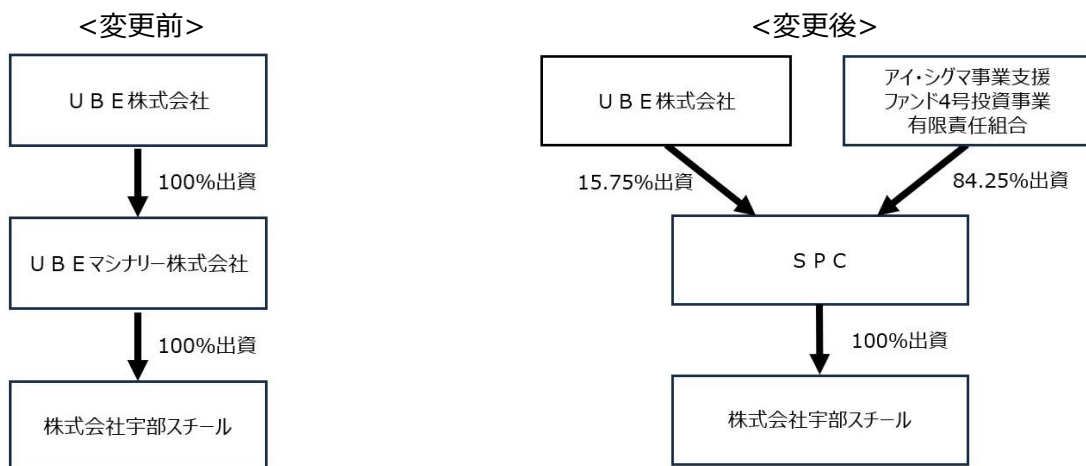 <変更前>
ＵＢＥ株式会社
100%出資
ＵＢＥマシナリー株式会社
100%出資
株式会社宇部スチール
<変更後>
ＵＢＥ株式会社
アイ・シグマ事業支援
ファンド4号投資事業
有限責任組合
15.75%出資
84.25%出資
ＳＰＣ
100%出資
株式会社宇部スチール